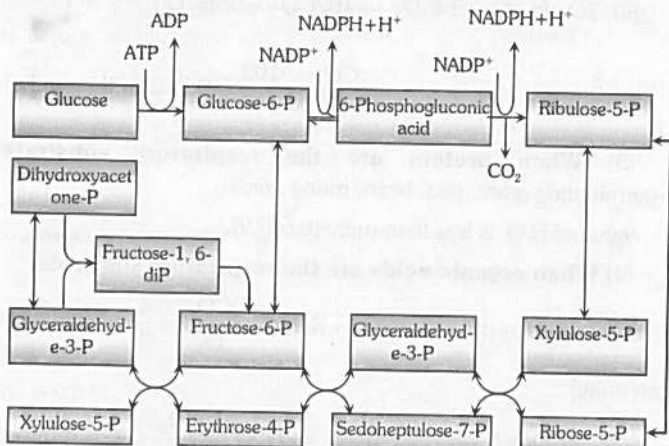 ADP
NADPH+H⁺
NADPH+H⁺
ATP
NADP⁺
NADP⁺
Glucose
Glucose-6-P
6-Phosphogluconic
acid
Ribulose-5-P
CO₂
Dihydroxyacet
one-P
Fructose-1, 6-
diP
Glyceraldehyd
e-3-P
Fructose-6-P
Glyceraldehyd
e-3-P
Xylulose-5-P
Xylulose-5-P
Erythrose-4-P
Sedoheptulose-7-P
Ribose-5-P